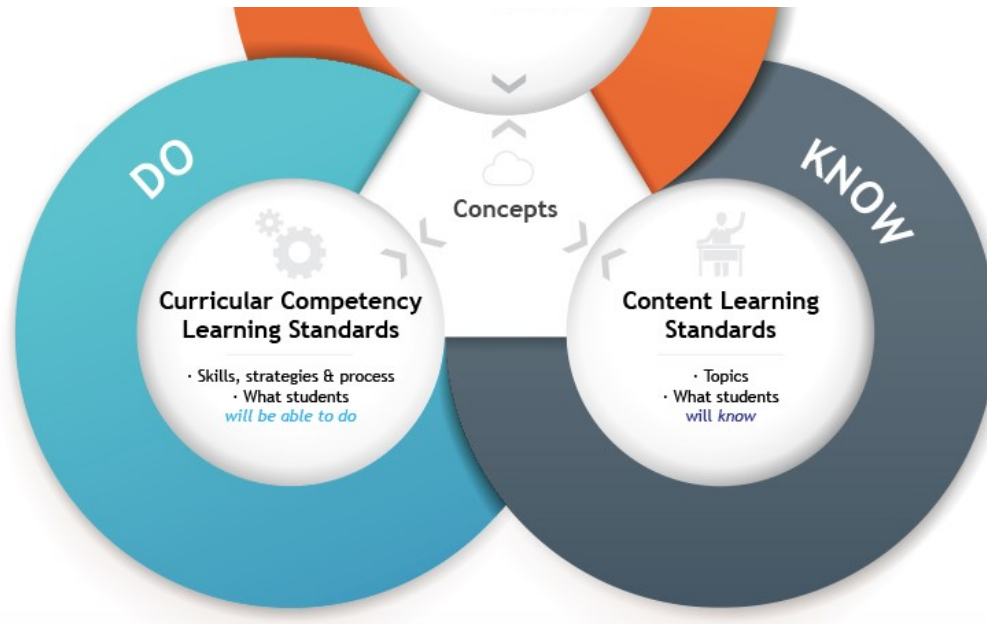 DO
KNOW
Concepts
Curricular Competency
Learning Standards
· Skills, strategies & process
· What students
will be able to do
Content Learning
Standards
· Topics
· What students
will know